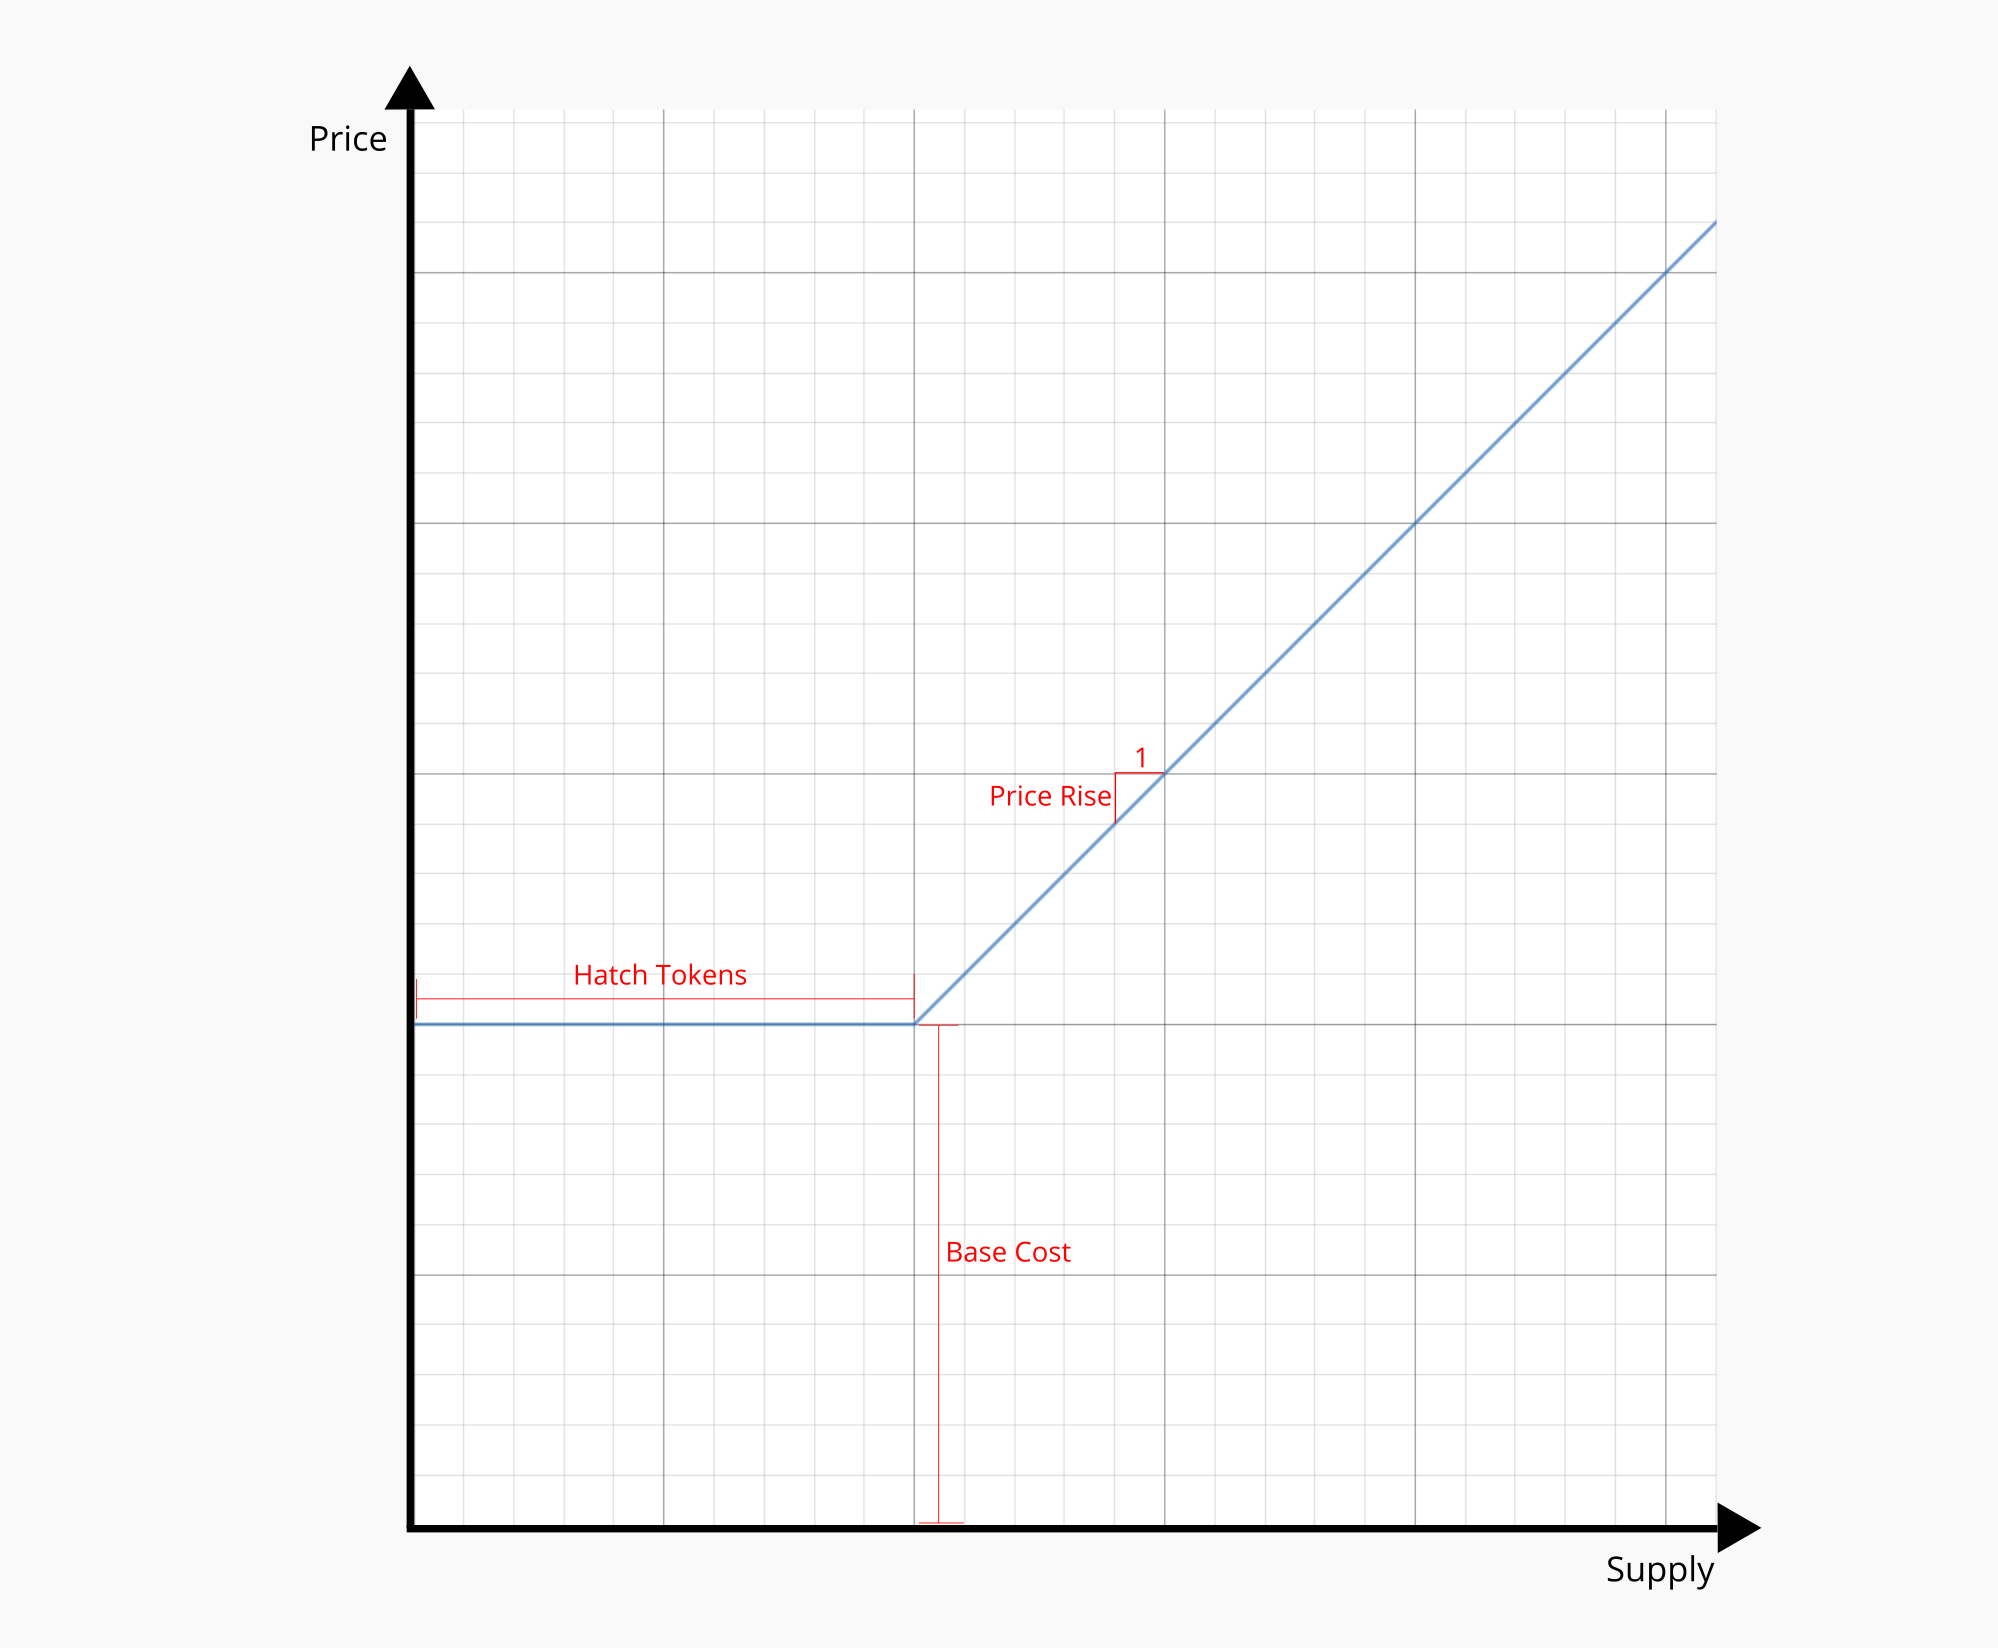 Price
1
Price Rise
Hatch Tokens
Base Cost
Supply